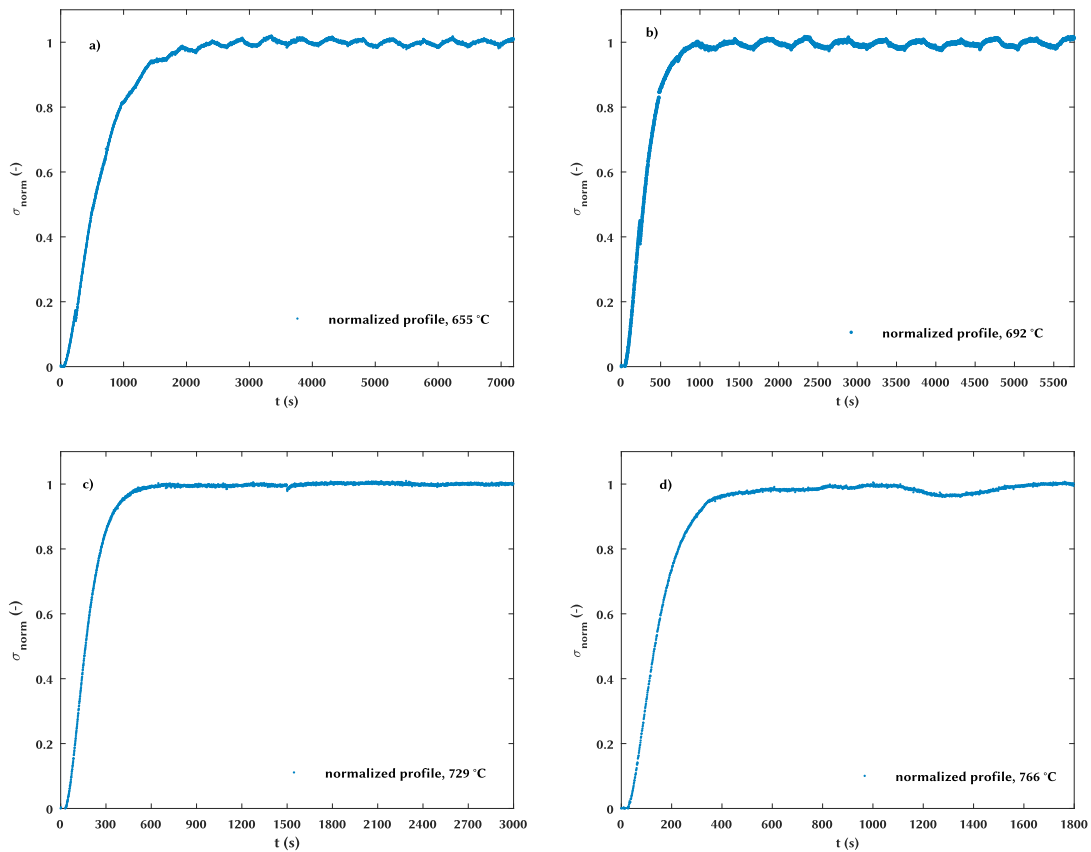 a)
1
0.8
0.6
0.4
0.2
0
σ norm (-)
normalized profile, 655 °C
0 1000 2000 3000 4000 5000 6000 7000
t (s)
b)
1
0.8
0.6
0.4
0.2
0
σ norm (-)
normalized profile, 692 °C
0 500 1000 1500 2000 2500 3000 3500 4000 4500 5000 5500
t (s)
c)
1
0.8
0.6
0.4
0.2
0
σ norm (-)
normalized profile, 729 °C
0 300 600 900 1200 1500 1800 2100 2400 2700 3000
t (s)
d)
1
0.8
0.6
0.4
0.2
0
σ norm (-)
normalized profile, 766 °C
0 200 400 600 800 1000 1200 1400 1600 1800
t (s)